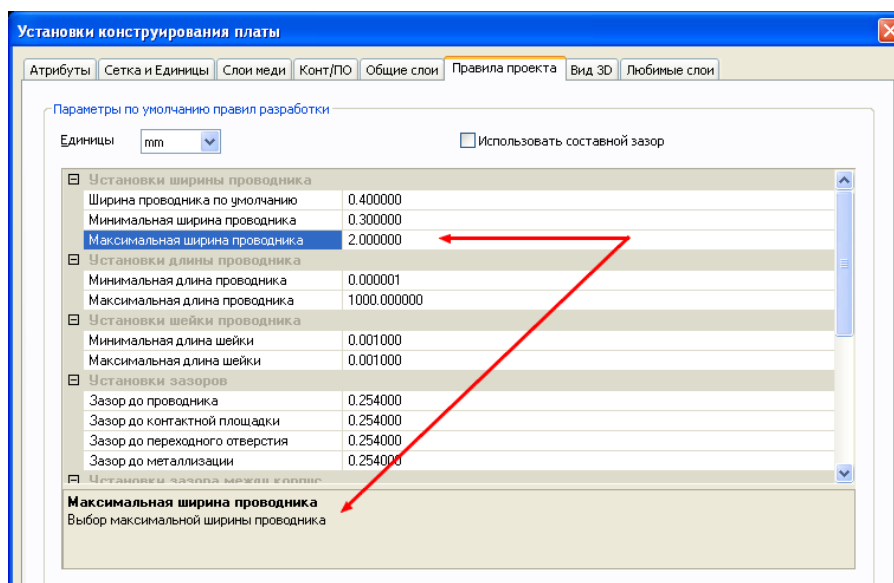 Установки конструирования платы
Атрибуты Сетка и Единицы Слои меди Конт/ПО Общие слои Правила проекта Вид 3D Любимые слои
Параметры по умолчанию правил разработки
Единицы mm Использовать составной зазор
Установки ширины проводника
Ширина проводника по умолчанию 0.400000
Минимальная ширина проводника 0.300000
Максимальная ширина проводника 2.000000
Установки длины проводника
Минимальная длина проводника 0.000001
Максимальная длина проводника 1000.000000
Установки шейки проводника
Минимальная длина шейки 0.001000
Максимальная длина шейки 0.001000
Установки зазоров
Зазор до проводника 0.254000
Зазор до контактной площадки 0.254000
Зазор до переходного отверстия 0.254000
Зазор до металлизации 0.254000
Установки зазора между корпус
Максимальная ширина проводника
Выбор максимальной ширины проводника